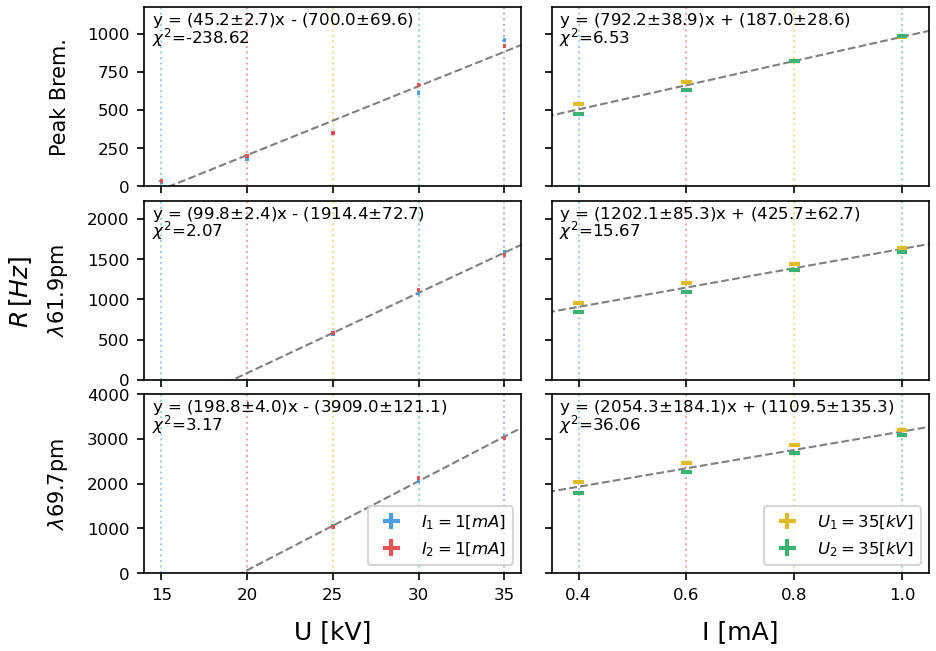 y = (45.2±2.7)x - (700.0±69.6)
χ²=-238.62
y = (792.2±38.9)x + (187.0±28.6)
χ²=6.53
Peak Brem.
1000
750
500
250
0
y = (99.8±2.4)x - (1914.4±72.7)
χ²=2.07
y = (1202.1±85.3)x + (425.7±62.7)
χ²=15.67
R [Hz]
λ61.9pm
2000
1500
1000
500
0
y = (198.8±4.0)x - (3909.0±121.1)
χ²=3.17
y = (2054.3±184.1)x + (1109.5±135.3)
χ²=36.06
λ69.7pm
4000
3000
2000
1000
0
I₁ = 1[mA]
I₂ = 1[mA]
U₁ = 35[kV]
U₂ = 35[kV]
15 20 25 30 35
0.4 0.6 0.8 1.0
U [kV]
I [mA]